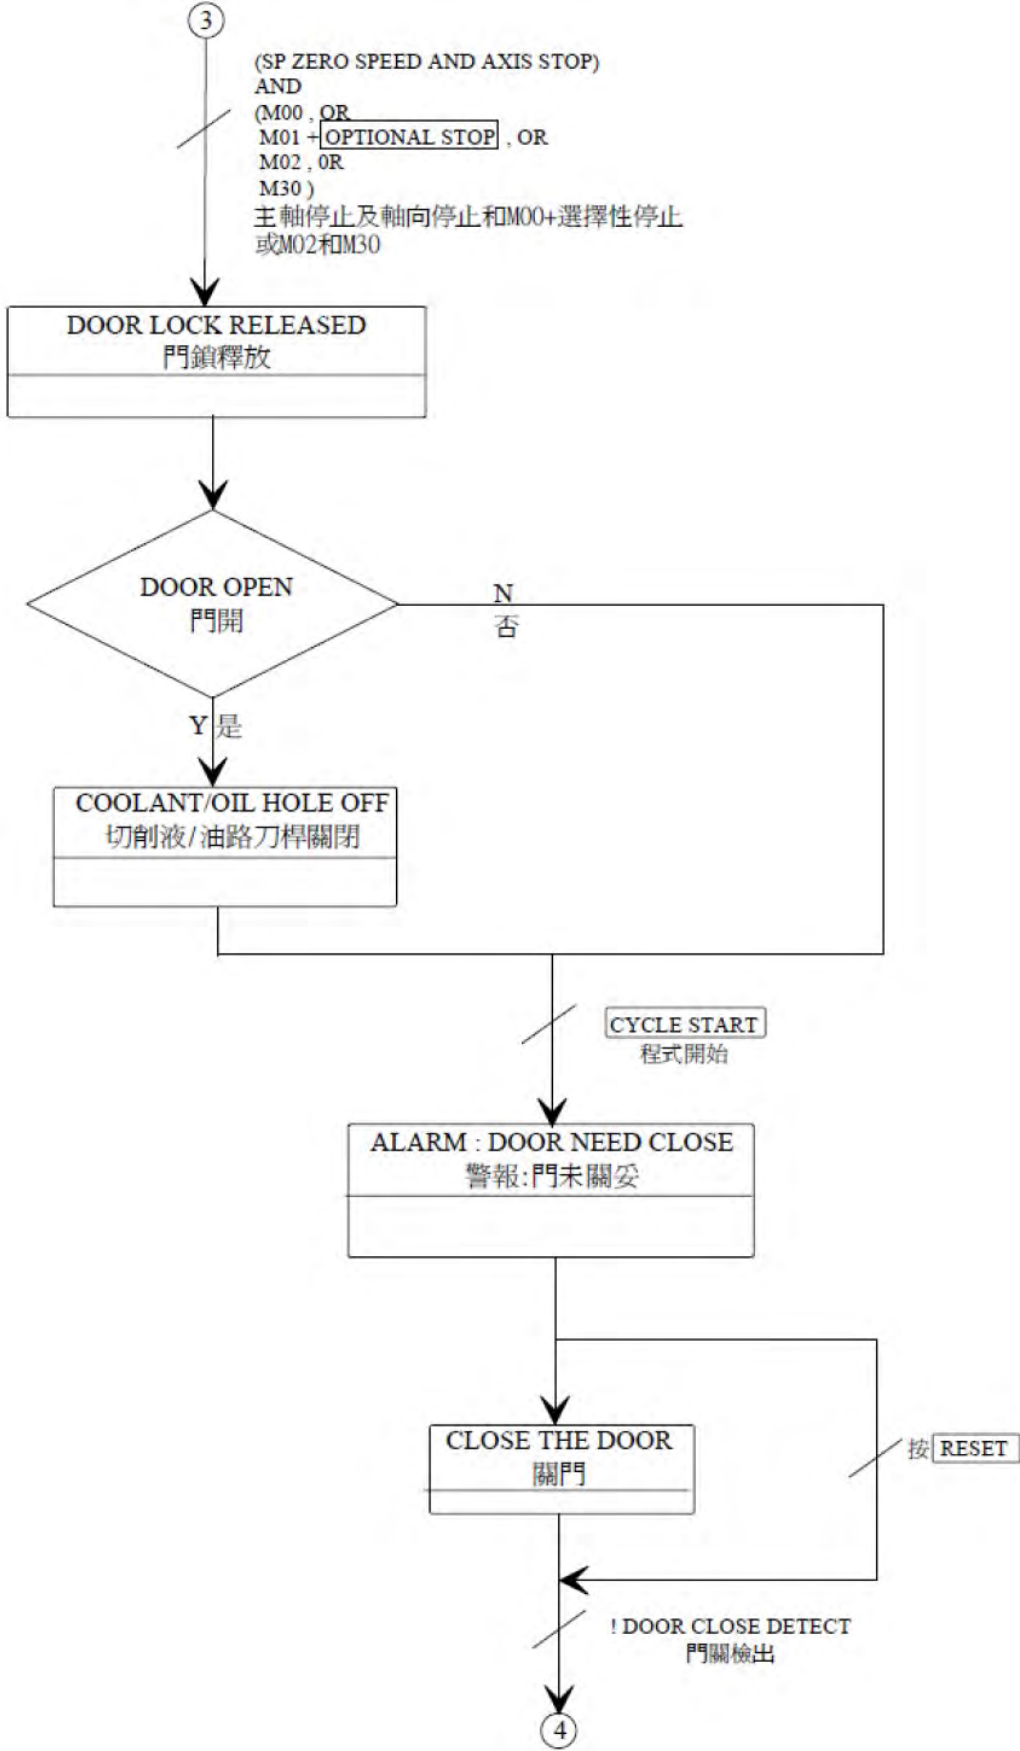 3
(SP ZERO SPEED AND AXIS STOP)
AND
(M00 , OR
M01 + OPTIONAL STOP , OR
M02 , 0R
M30 )
主軸停止及軸向停止和M00+選擇性停止
或M02和M30
DOOR LOCK RELEASED
門鎖釋放
DOOR OPEN
門開
N
否
Y 是
COOLANT/OIL HOLE OFF
切削液/油路刀桿關閉
CYCLE START
程式開始
ALARM : DOOR NEED CLOSE
警報:門未關妥
CLOSE THE DOOR
關門
按 RESET
! DOOR CLOSE DETECT
門關檢出
4